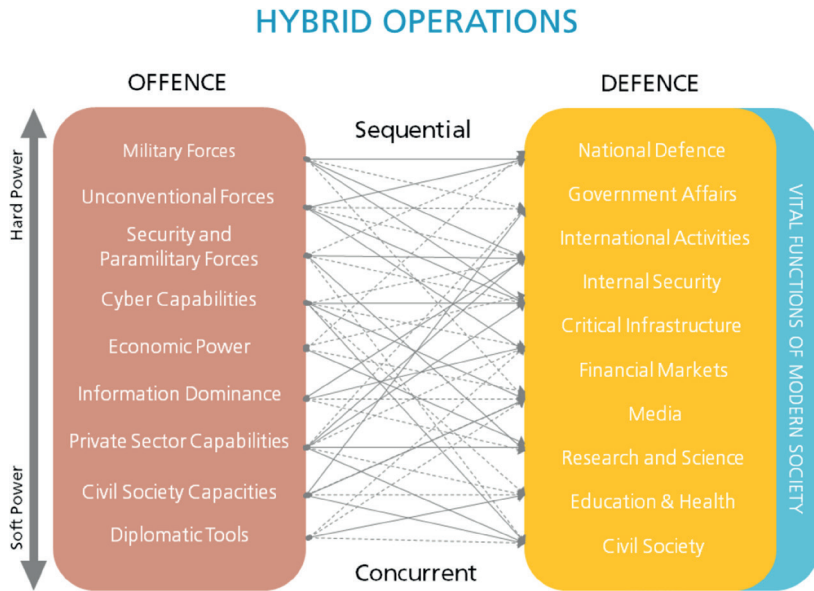 HYBRID OPERATIONS
OFFENCE
DEFENCE
Hard Power
Soft Power
Military Forces
Unconventional Forces
Security and
Paramilitary Forces
Cyber Capabilities
Economic Power
Information Dominance
Private Sector Capabilities
Civil Society Capacities
Diplomatic Tools
Sequential
Concurrent
National Defence
Government Affairs
International Activities
Internal Security
Critical Infrastructure
Financial Markets
Media
Research and Science
Education & Health
Civil Society
VITAL FUNCTIONS OF MODERN SOCIETY